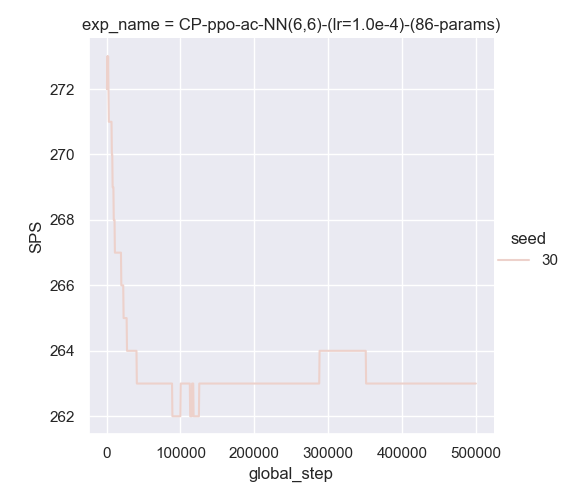 exp_name = CP-ppo-ac-NN(6,6)-(lr=1.0e-4)-(86-params)
272
270
268
266
264
262
SPS
0 100000 200000 300000 400000 500000
global_step
seed
30